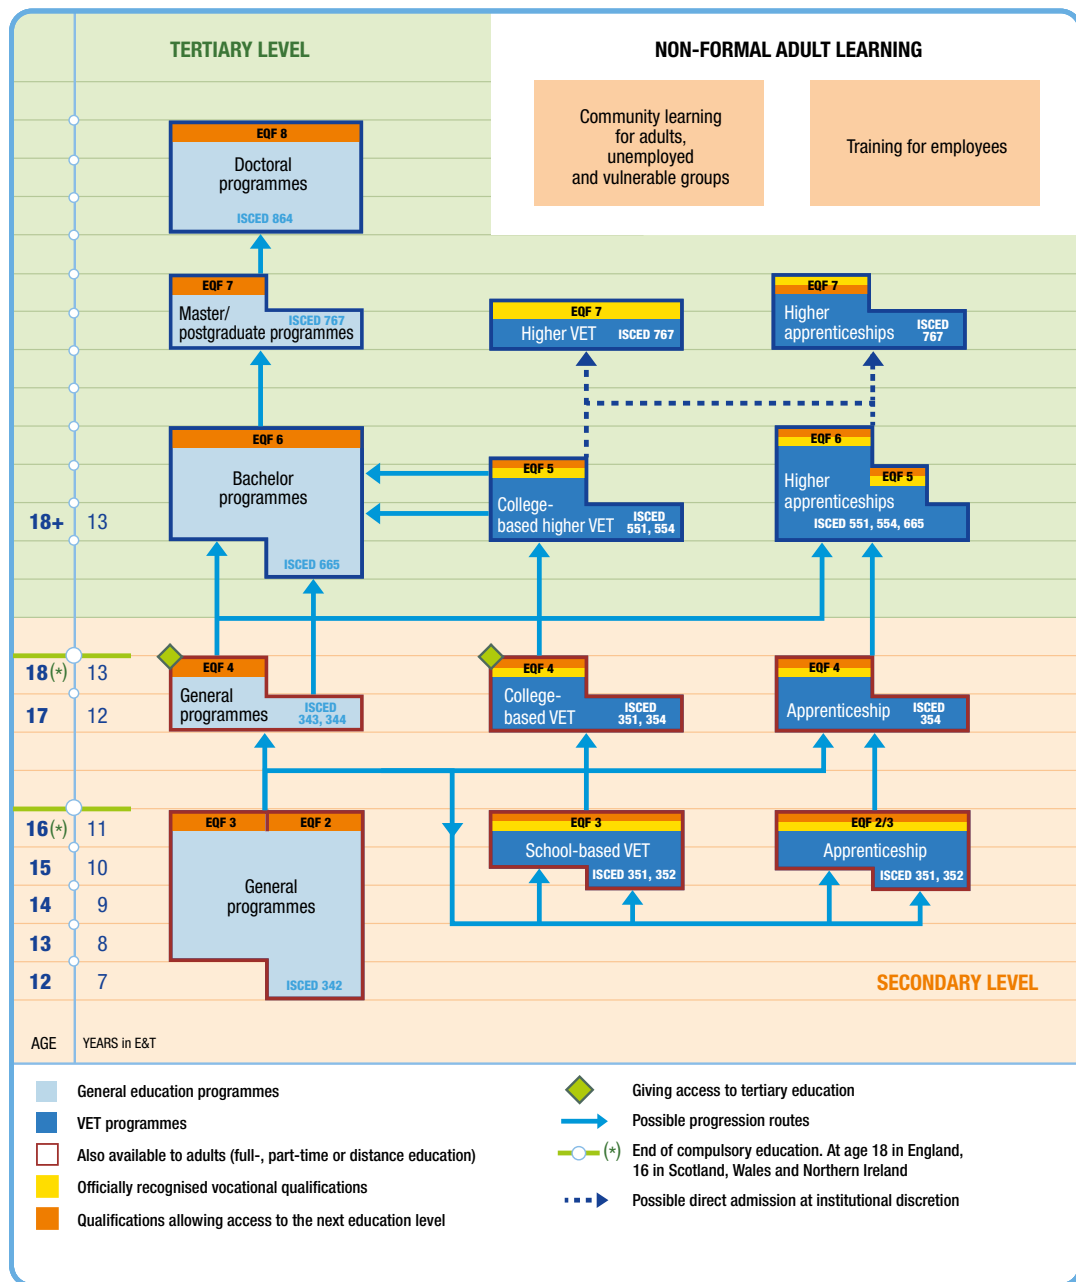 TERTIARY LEVEL
NON-FORMAL ADULT LEARNING
Community learning
for adults,
unemployed
and vulnerable groups
Training for employees
EQF 8
Doctoral
programmes
ISCED 864
EQF 7
Master/
postgraduate programmes
ISCED 767
EQF 7
Higher VET
ISCED 767
EQF 7
Higher
apprenticeships
ISCED
767
EQF 6
Bachelor
programmes
ISCED 665
EQF 5
College-
based higher VET
ISCED
551, 554
EQF 6
EQF 5
Higher
apprenticeships
ISCED 551, 554, 665
18+ 13
18(*) 13
17 12
EQF 4
General
programmes
ISCED
343, 344
EQF 4
College-
based VET
ISCED
351, 354
EQF 4
Apprenticeship
ISCED
354
16(*) 11
15 10
14 9
13 8
12 7
EQF 3
EQF 2
General
programmes
ISCED 342
EQF 3
School-based VET
ISCED 351, 352
EQF 2/3
Apprenticeship
ISCED 351, 352
SECONDARY LEVEL
AGE
YEARS in E&T
General education programmes
VET programmes
Also available to adults (full-, part-time or distance education)
Officially recognised vocational qualifications
Qualifications allowing access to the next education level
Giving access to tertiary education
Possible progression routes
(*) End of compulsory education. At age 18 in England,
16 in Scotland, Wales and Northern Ireland
Possible direct admission at institutional discretion